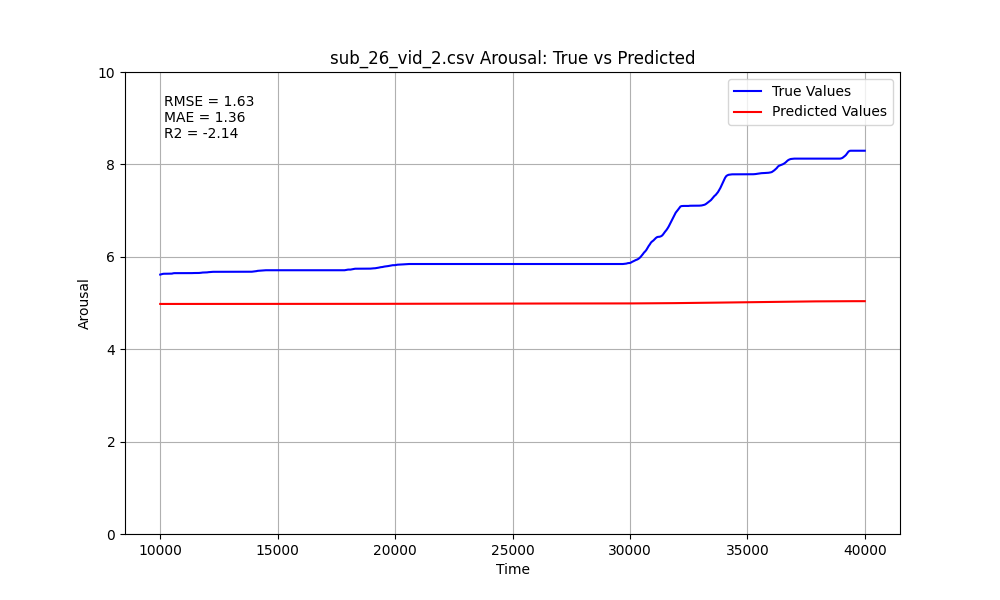 sub_26_vid_2.csv Arousal: True vs Predicted
RMSE = 1.63
MAE = 1.36
R2 = -2.14
True Values
Predicted Values
10
8
6
4
2
0
Arousal
10000 15000 20000 25000 30000 35000 40000
Time